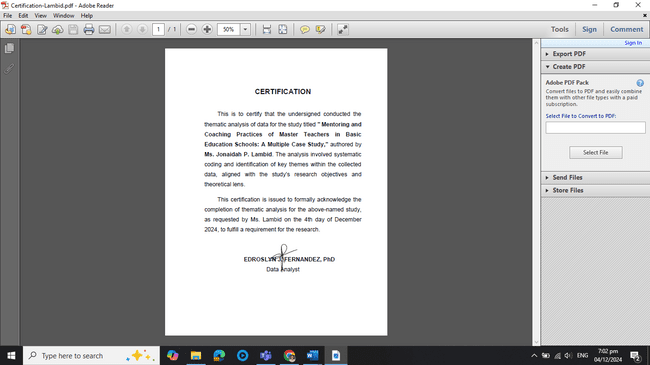 Certification-Lambid.pdf - Adobe Reader
File Edit View Window Help
1 / 1 50% Tools Sign Comment
Sign In
Export PDF
Create PDF
Adobe PDF Pack
Convert files to PDF and easily combine
them with other file types with a paid
subscription.
Select File to Convert to PDF:
Select File
Send Files
Store Files
CERTIFICATION
This is to certify that the undersigned conducted the
thematic analysis of data for the study titled " Mentoring and
Coaching Practices of Master Teachers in Basic
Education Schools: A Multiple Case Study," authored by
Ms. Jonaidah P. Lambid. The analysis involved systematic
coding and identification of key themes within the collected
data, aligned with the study's research objectives and
theoretical lens.
This certification is issued to formally acknowledge the
completion of thematic analysis for the above-named study,
as requested by Ms. Lambid on the 4th day of December
2024, to fulfill a requirement for the research.
EDROSLYN J. FERNANDEZ, PhD
Data Analyst
Type here to search
ENG
7:02 pm
04/12/2024
2